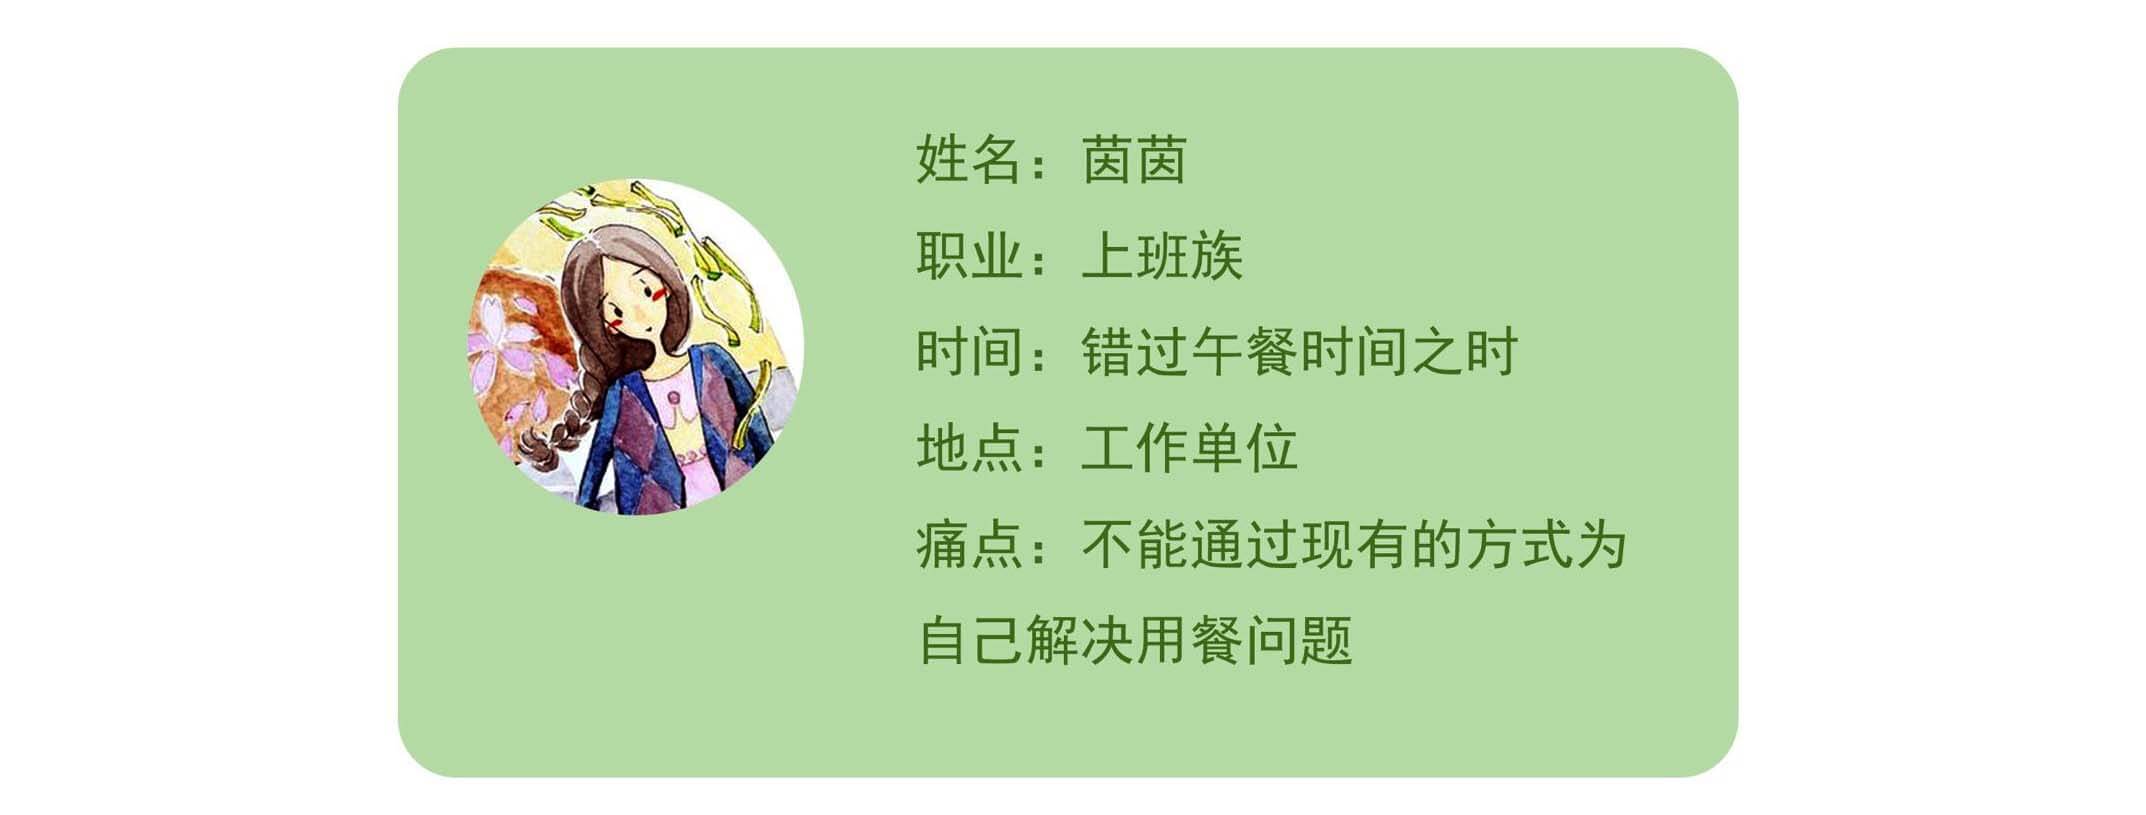 姓名：茵茵
职业：上班族
时间：错过午餐时间之时
地点：工作单位
痛点：不能通过现有的方式为
自己解决用餐问题